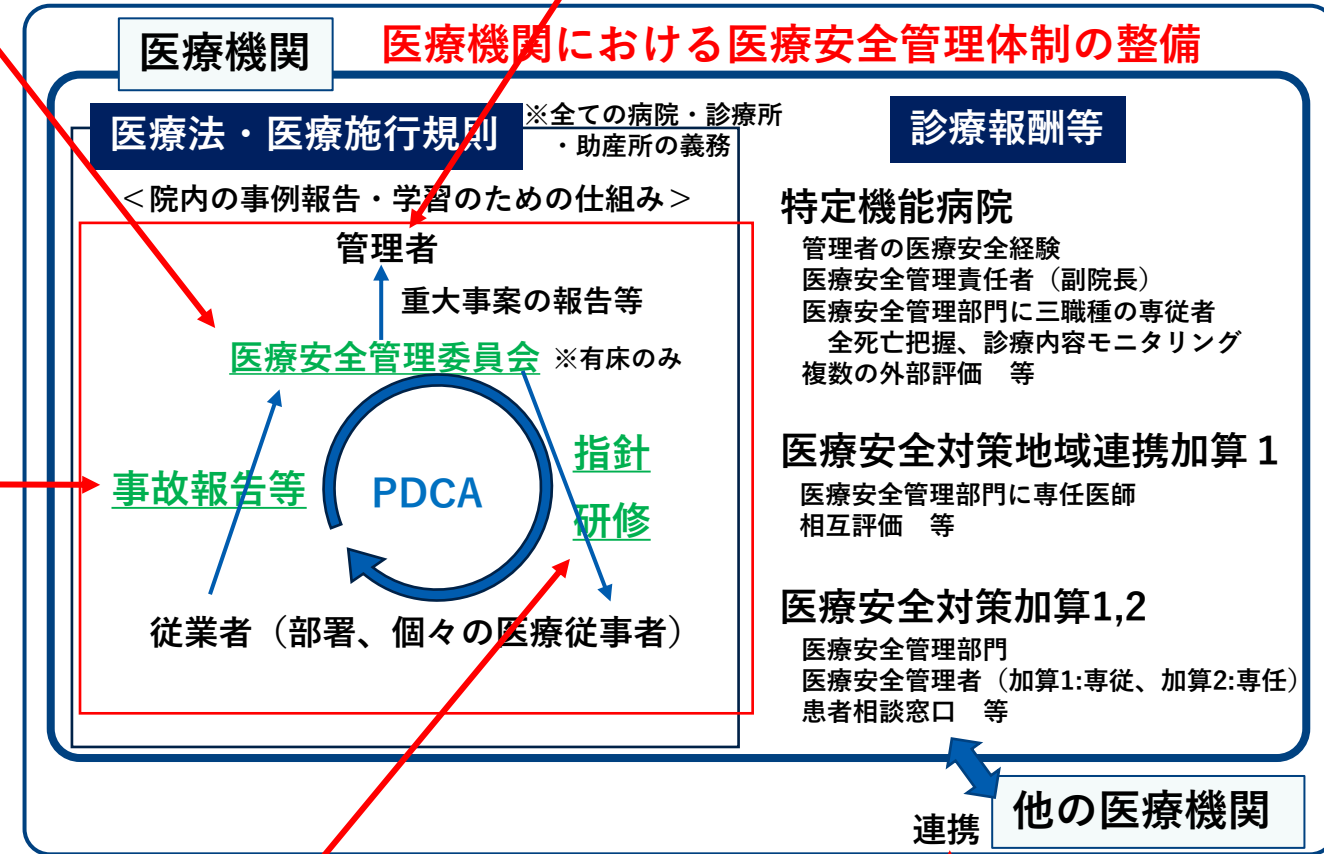 医療機関
医療機関における医療安全管理体制の整備
医療法・医療施行規則
※全ての病院・診療所
・助産所の義務
＜院内の事例報告・学習のための仕組み＞
管理者
重大事案の報告等
医療安全管理委員会 ※有床のみ
事故報告等
PDCA
指針
研修
従業者（部署、個々の医療従事者）
診療報酬等
特定機能病院
管理者の医療安全経験
医療安全管理責任者（副院長）
医療安全管理部門に三職種の専従者
全死亡把握、診療内容モニタリング
複数の外部評価　等
医療安全対策地域連携加算１
医療安全管理部門に専任医師
相互評価　等
医療安全対策加算1,2
医療安全管理部門
医療安全管理者（加算1:専従、加算2:専任）
患者相談窓口　等
連携
他の医療機関